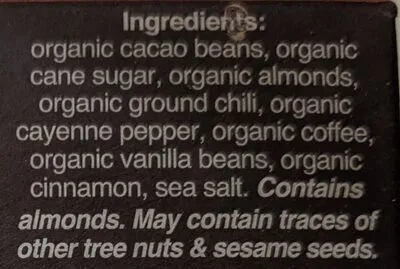 Ingredients:
organic cacao beans, organic
cane sugar, organic almonds,
organic ground chili, organic
cayenne pepper, organic coffee,
organic vanilla beans, organic
cinnamon, sea salt. Contains
almonds. May contain traces of
other tree nuts & sesame seeds.